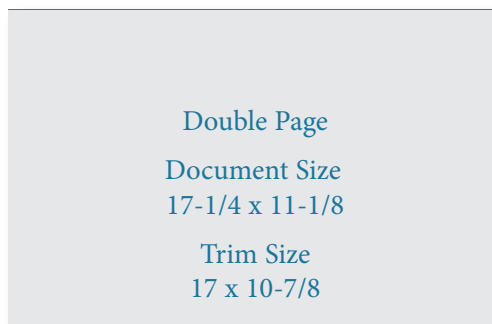 Double Page
Document Size
17-1/4 x 11-1/8
Trim Size
17 x 10-7/8